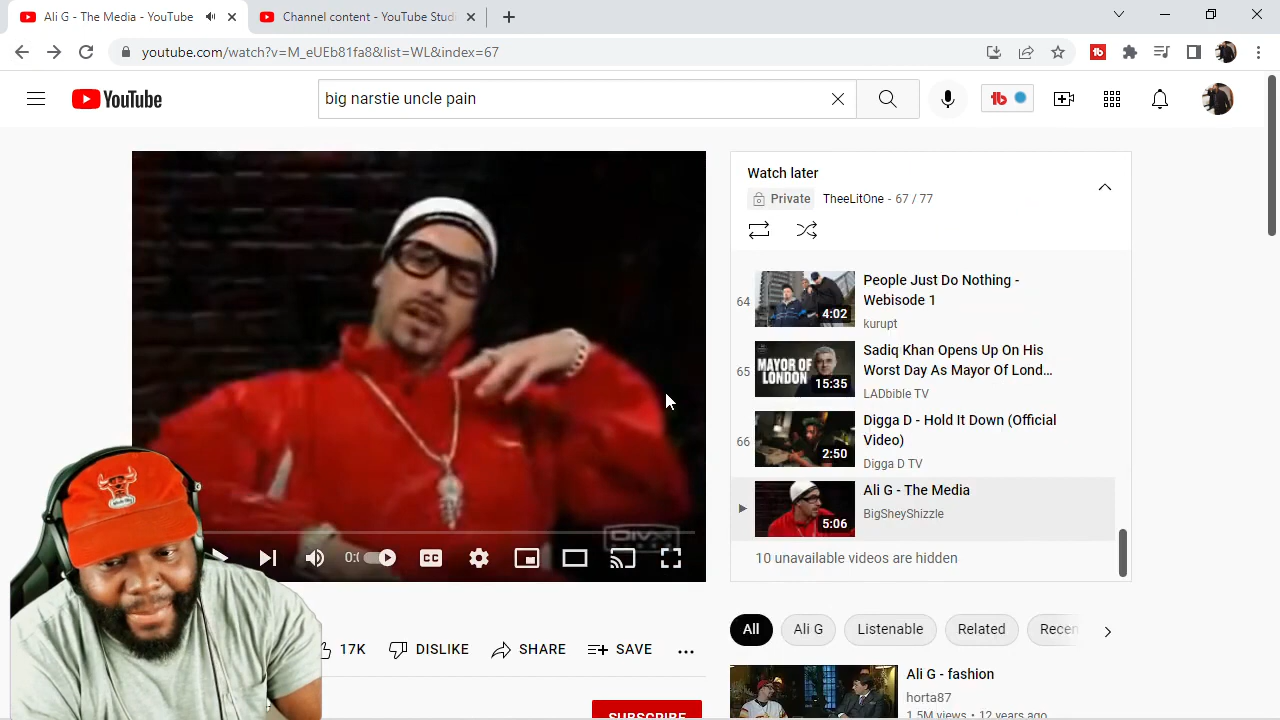 Ali G - The Media - YouTube
Channel content - YouTube Studi
youtube.com/watch?v=M_eUEb81fa8&list=WL&index=67
YouTube
big narstie uncle pain
Watch later
Private TheeLitOne - 67 / 77
64
4:02
People Just Do Nothing -
Webisode 1
kurupt
65
MAYOR OF
LONDON
15:35
Sadiq Khan Opens Up On His
Worst Day As Mayor Of Lond...
LADbible TV
66
2:50
Digga D - Hold It Down (Official
Video)
Digga D TV
5:06
Ali G - The Media
BigSheyShizzle
10 unavailable videos are hidden
DIVX
CC
17K DISLIKE SHARE SAVE
SUBSCRIBE
All Ali G Listenable Related Recen
Ali G - fashion
horta87
1.5M views • 12 years ago